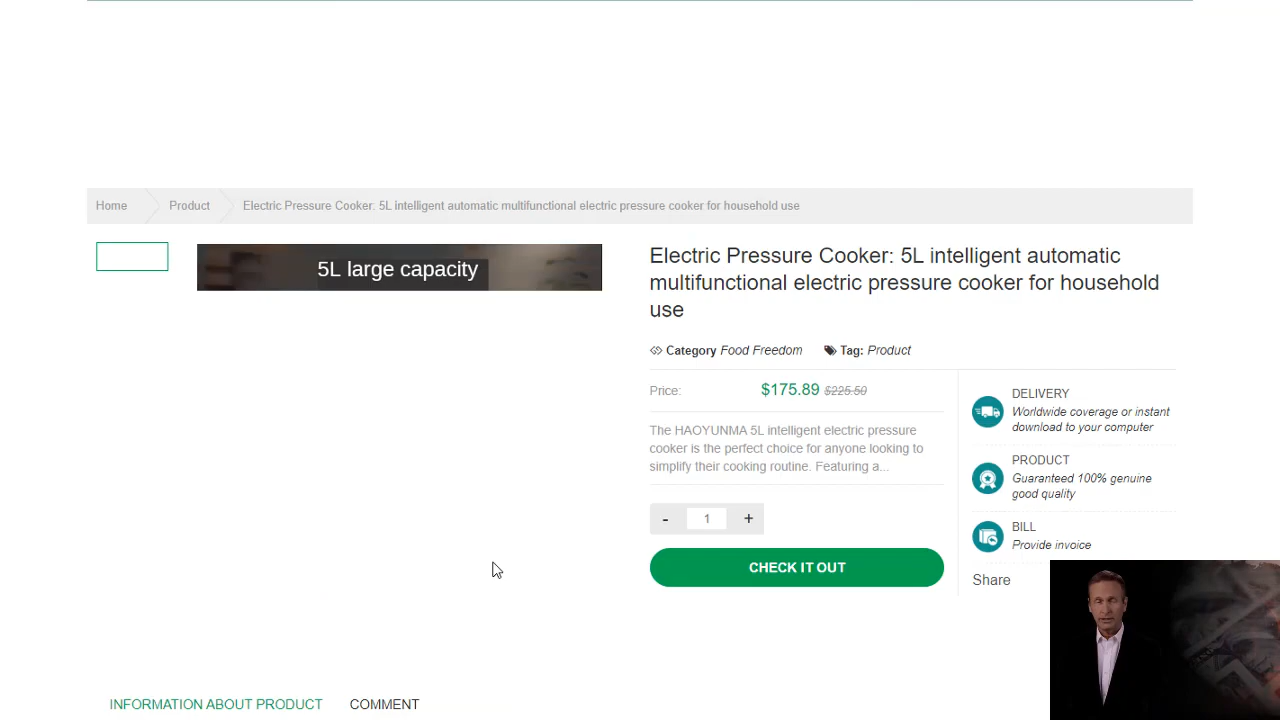 Home
Product
Electric Pressure Cooker: 5L intelligent automatic multifunctional electric pressure cooker for household use
5L large capacity
Electric Pressure Cooker: 5L intelligent automatic
multifunctional electric pressure cooker for household
use
Category Food Freedom
Tag: Product
Price:
$175.89 $225.50
The HAOYUNMA 5L intelligent electric pressure
cooker is the perfect choice for anyone looking to
simplify their cooking routine. Featuring a...
- 1 +
CHECK IT OUT
DELIVERY
Worldwide coverage or instant
download to your computer
PRODUCT
Guaranteed 100% genuine
good quality
BILL
Provide invoice
Share
INFORMATION ABOUT PRODUCT
COMMENT